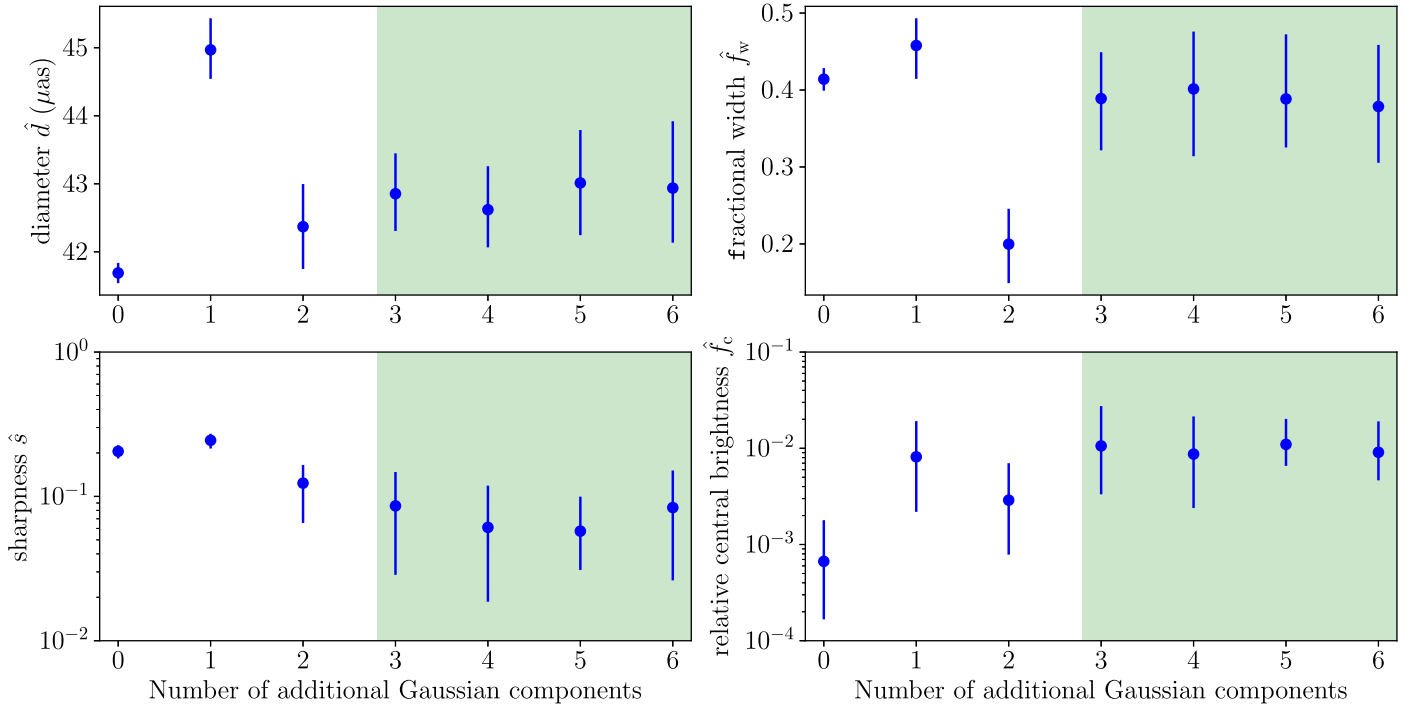 diameter d̂ (μas)
45
44
43
42
0 1 2 3 4 5 6
fractional width f̂w
0.5
0.4
0.3
0.2
0 1 2 3 4 5 6
sharpness ŝ
10⁰
10⁻¹
10⁻²
0 1 2 3 4 5 6
Number of additional Gaussian components
relative central brightness f̂c
10⁻¹
10⁻²
10⁻³
10⁻⁴
0 1 2 3 4 5 6
Number of additional Gaussian components